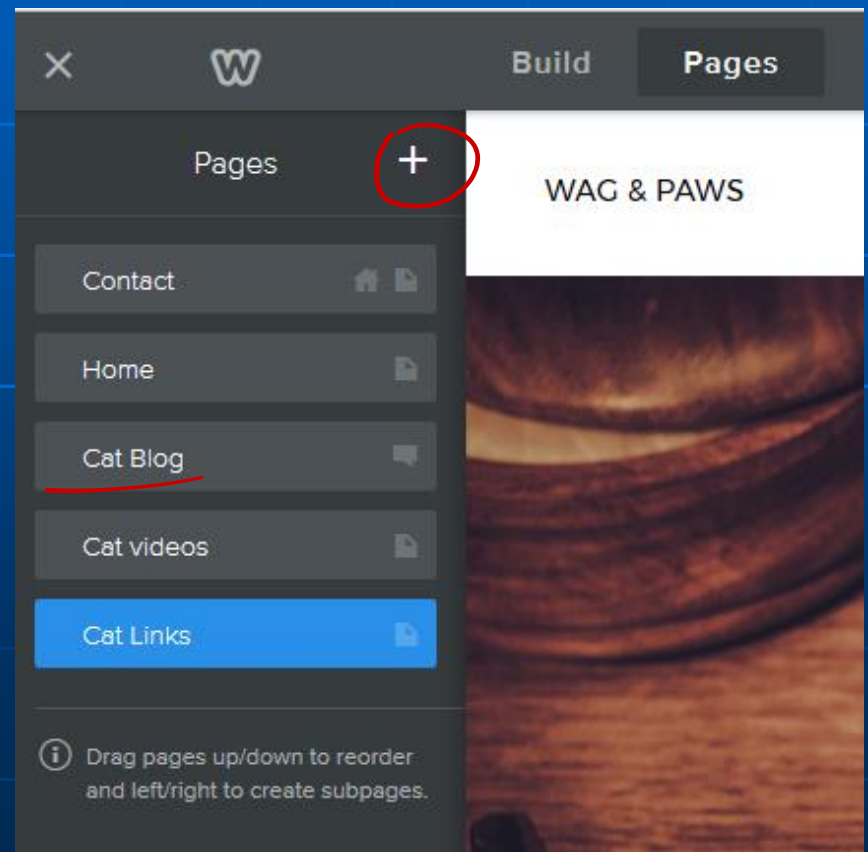 Build Pages
Pages +
WAG & PAWS
Contact
Home
Cat Blog
Cat videos
Cat Links
Drag pages up/down to reorder
and left/right to create subpages.